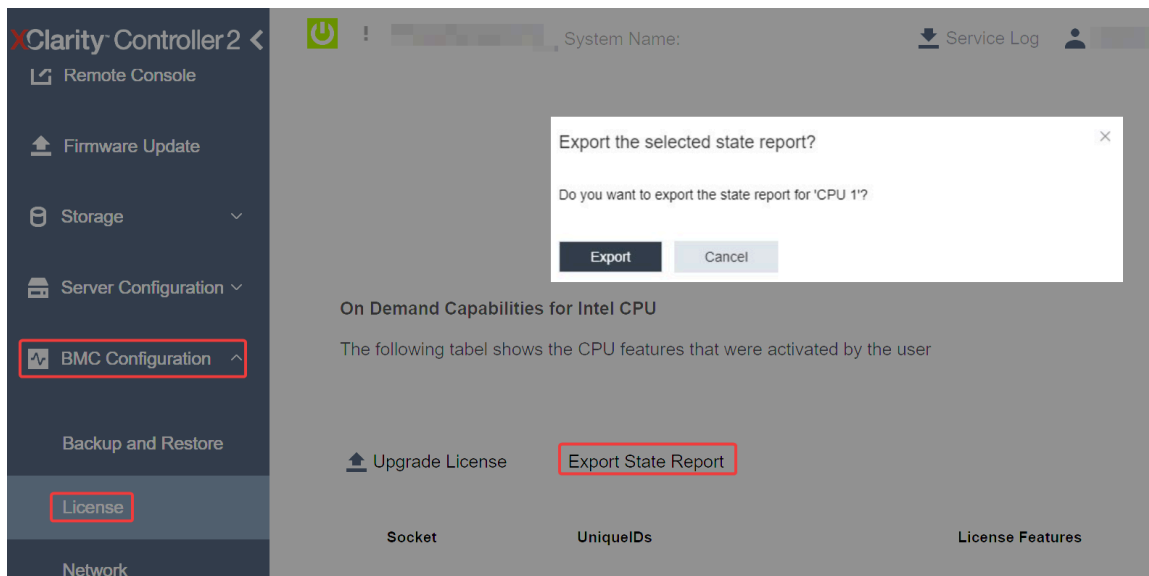 XClarity Controller 2
Remote Console
Firmware Update
Storage
Server Configuration
BMC Configuration
Backup and Restore
License
Network
! System Name:
Service Log
Export the selected state report?
Do you want to export the state report for 'CPU 1'?
Export Cancel
On Demand Capabilities for Intel CPU
The following tabel shows the CPU features that were activated by the user
Upgrade License Export State Report
Socket UniqueIDs License Features